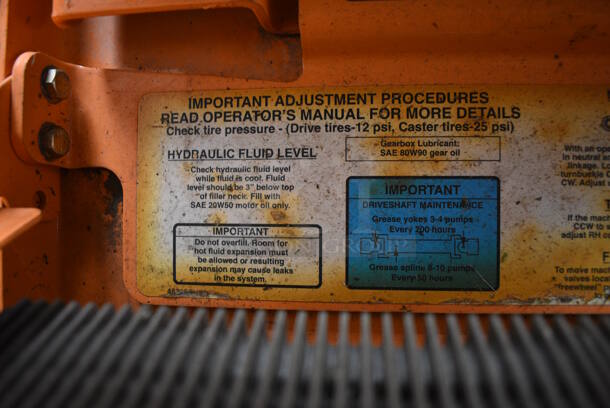 IMPORTANT ADJUSTMENT PROCEDURES
READ OPERATOR'S MANUAL FOR MORE DETAILS
Check tire pressure - (Drive tires-12 psi, Caster tires-25 psi)
HYDRAULIC FLUID LEVEL
Check hydraulic fluid level
while fluid is cool. Fluid
level should be 3" below top
of filler neck. Fill with
SAE 20W50 motor oil only.
IMPORTANT
Do not overfill. Room for
hot fluid expansion must
be allowed or resulting
expansion may cause leaks
in the system.
Gearbox Lubricant:
SAE 80W90 gear oil
IMPORTANT
DRIVESHAFT MAINTENANCE
Grease yokes 3-4 pumps
Every 200 hours
Grease spline 8-10 pumps
Every 50 hours
With an ope
in neutral a
linkage. L
turnbuckle C
CW. Adjust
If the mac
CCW to s
adjust RH co
F
To move mach
valves locate
"freewheel" p